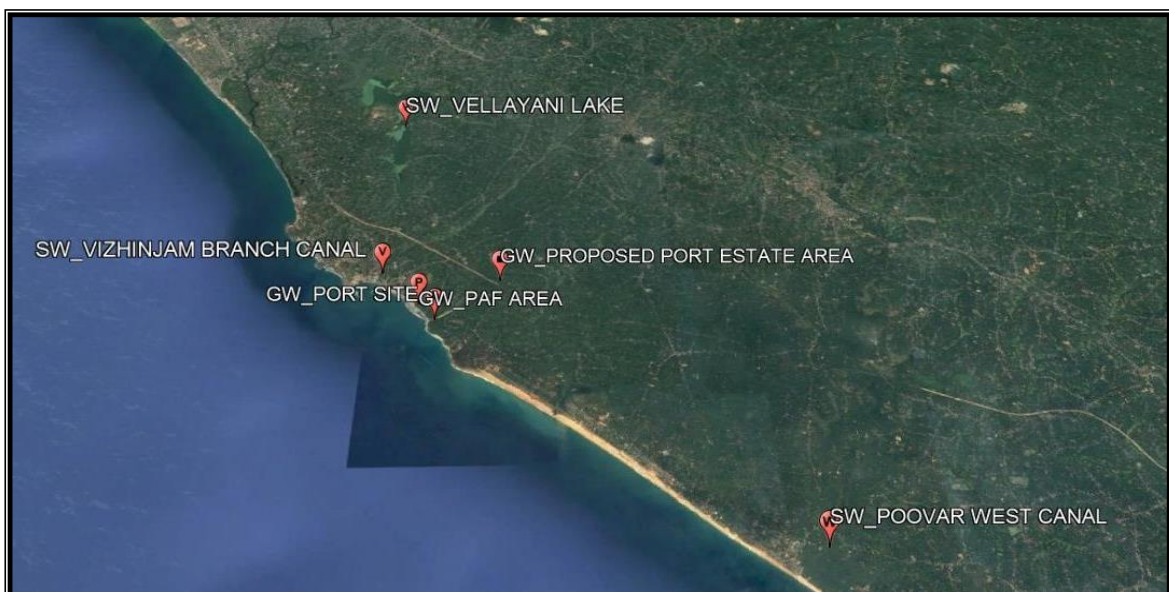 SW_VELLAYANI LAKE
SW_VIZHINJAM BRANCH CANAL
V
GW_PROPOSED PORT ESTATE AREA
P
GW_PORT SITE
GW_PAF AREA
SW_POOVAR WEST CANAL